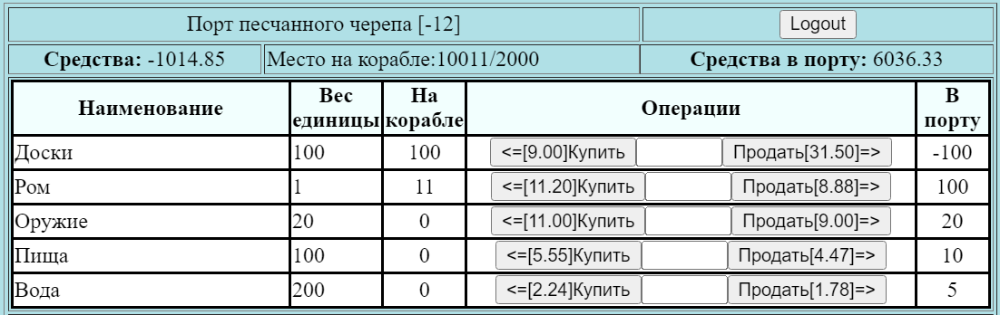 Порт песчанного черепа [-12] Logout
Средства: -1014.85 Место на корабле:10011/2000 Средства в порту: 6036.33
Наименование Вес единицы На корабле Операции В порту
Доски 100 100 <=[9.00]Купить Продать[31.50]=> -100
Ром 1 11 <=[11.20]Купить Продать[8.88]=> 100
Оружие 20 0 <=[11.00]Купить Продать[9.00]=> 20
Пища 100 0 <=[5.55]Купить Продать[4.47]=> 10
Вода 200 0 <=[2.24]Купить Продать[1.78]=> 5